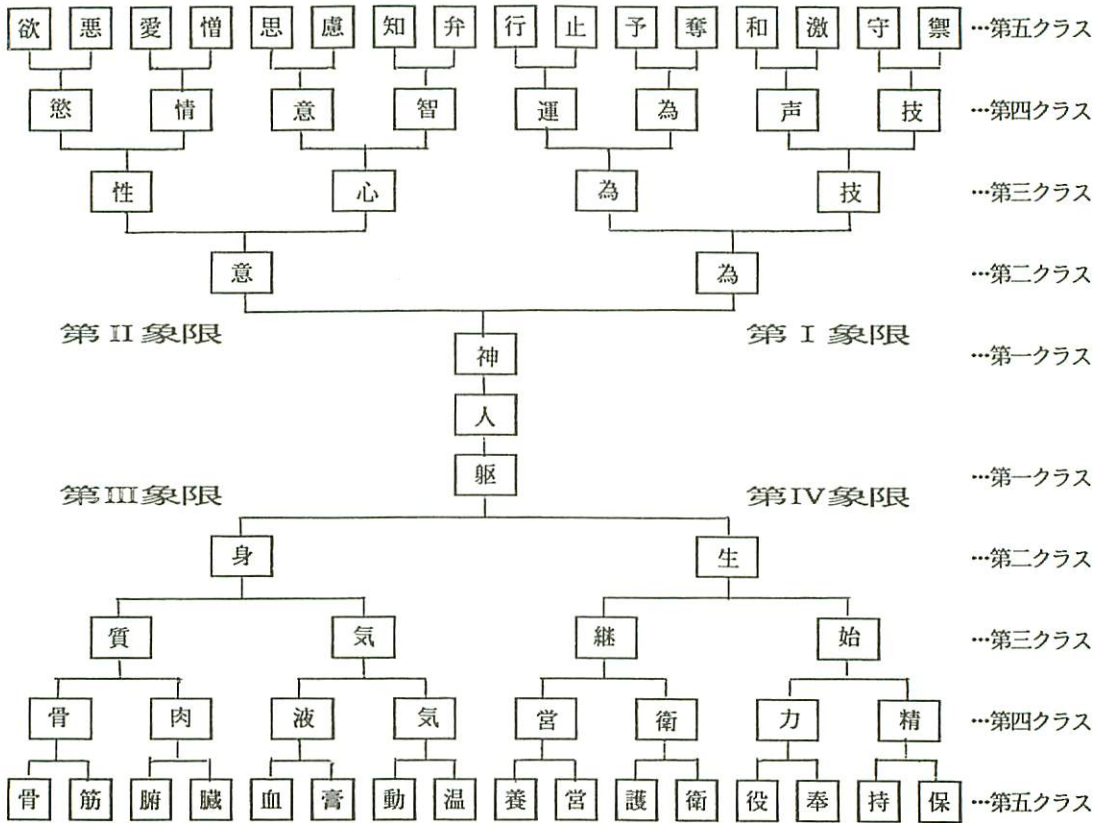 欲 悪 愛 憎 思 慮 知 弁 行 止 予 奪 和 激 守 禦 …第五クラス
慾 情 意 智 運 為 声 技 …第四クラス
性 心 為 技 …第三クラス
意 為 …第二クラス
第II象限 第I象限
神 …第一クラス
人
躯 …第一クラス
第III象限 第IV象限
身 生 …第二クラス
質 気 継 始 …第三クラス
骨 肉 液 気 営 衛 力 精 …第四クラス
骨 筋 腑 臓 血 膏 動 温 養 営 護 衛 役 奉 持 保 …第五クラス